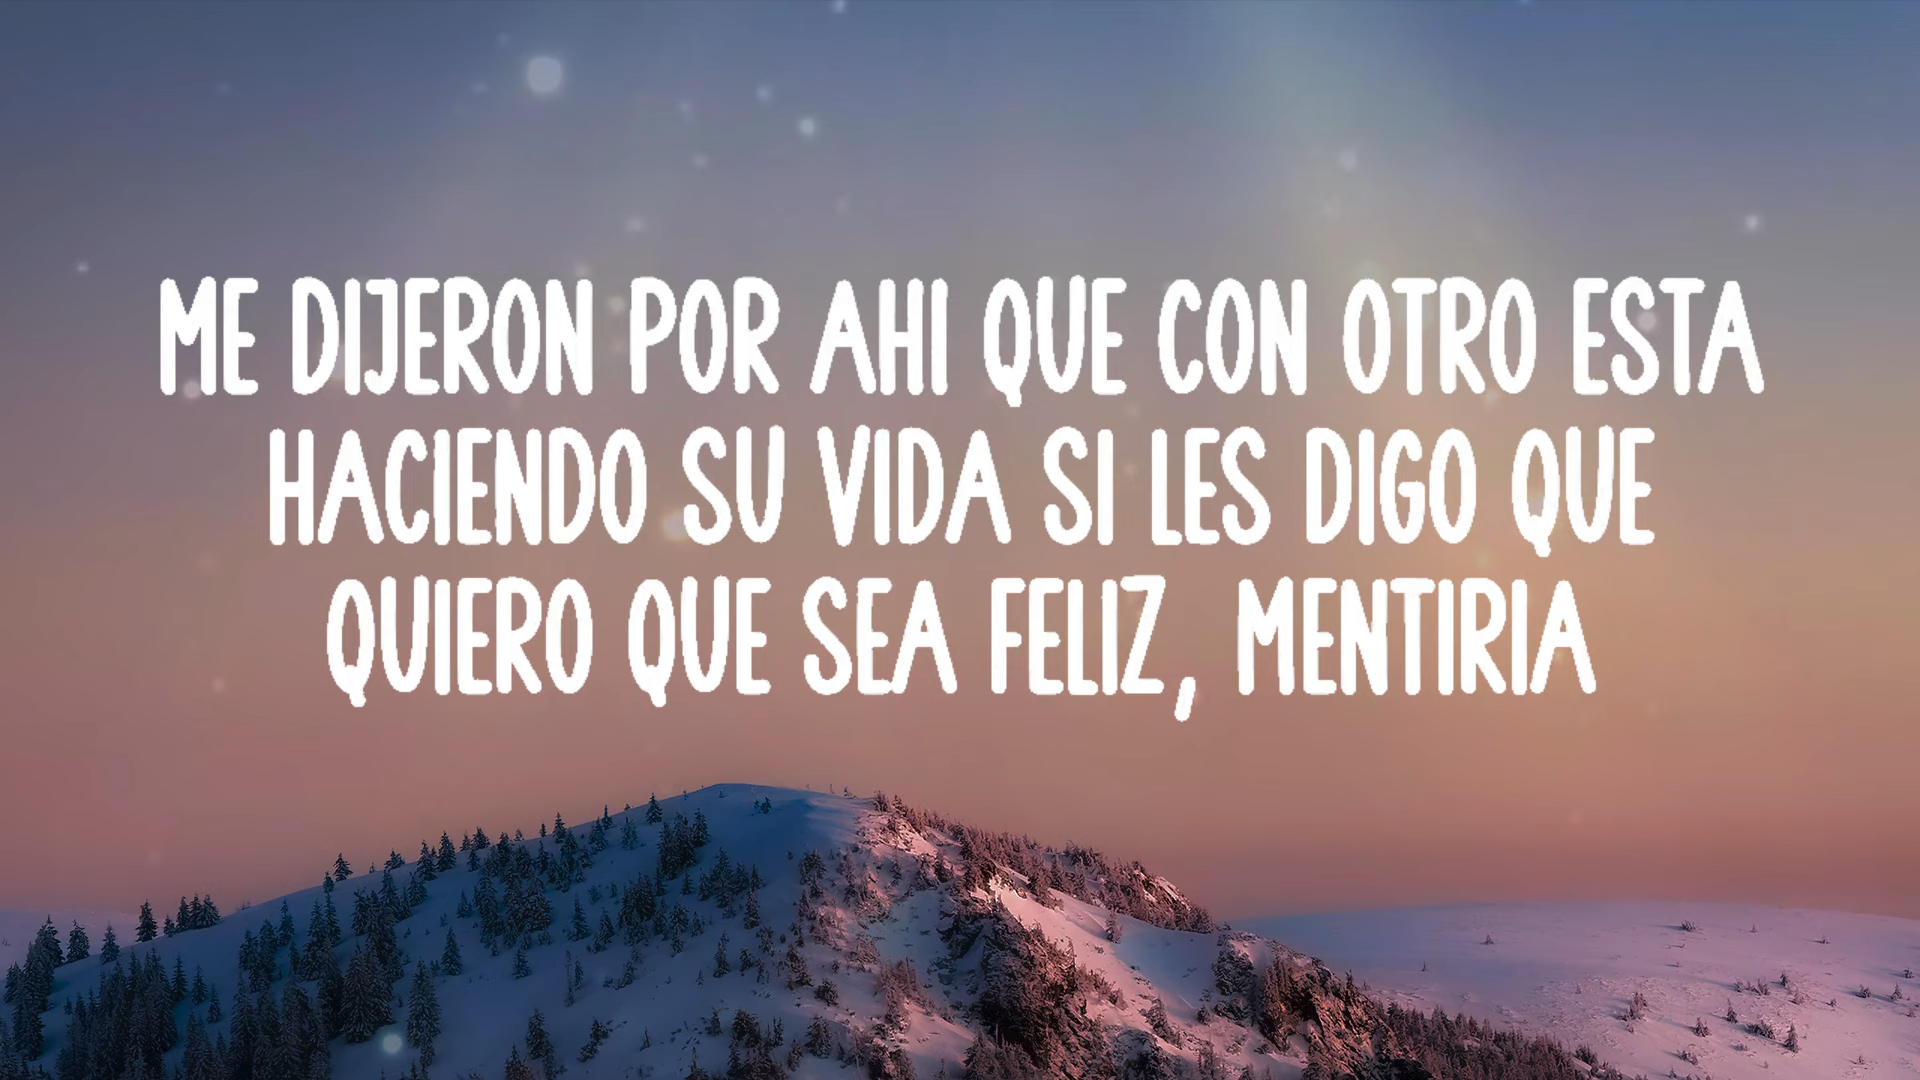 ME DIJERON POR AHI QUE CON OTRO ESTA
HACIENDO SU VIDA SI LES DIGO QUE
QUIERO QUE SEA FELIZ, MENTIRIA